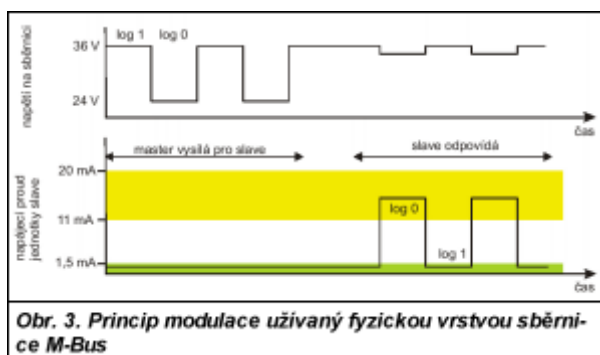 log 1 log 0
36 V
24 V
napětí na sběrnici
čas
master vysílá pro slave
slave odpovídá
20 mA
11 mA
1,5 mA
napájecí proud
jednotky slave
log 0
log 1
čas
Obr. 3. Princip modulace užívaný fyzickou vrstvou sběrni-
ce M-Bus